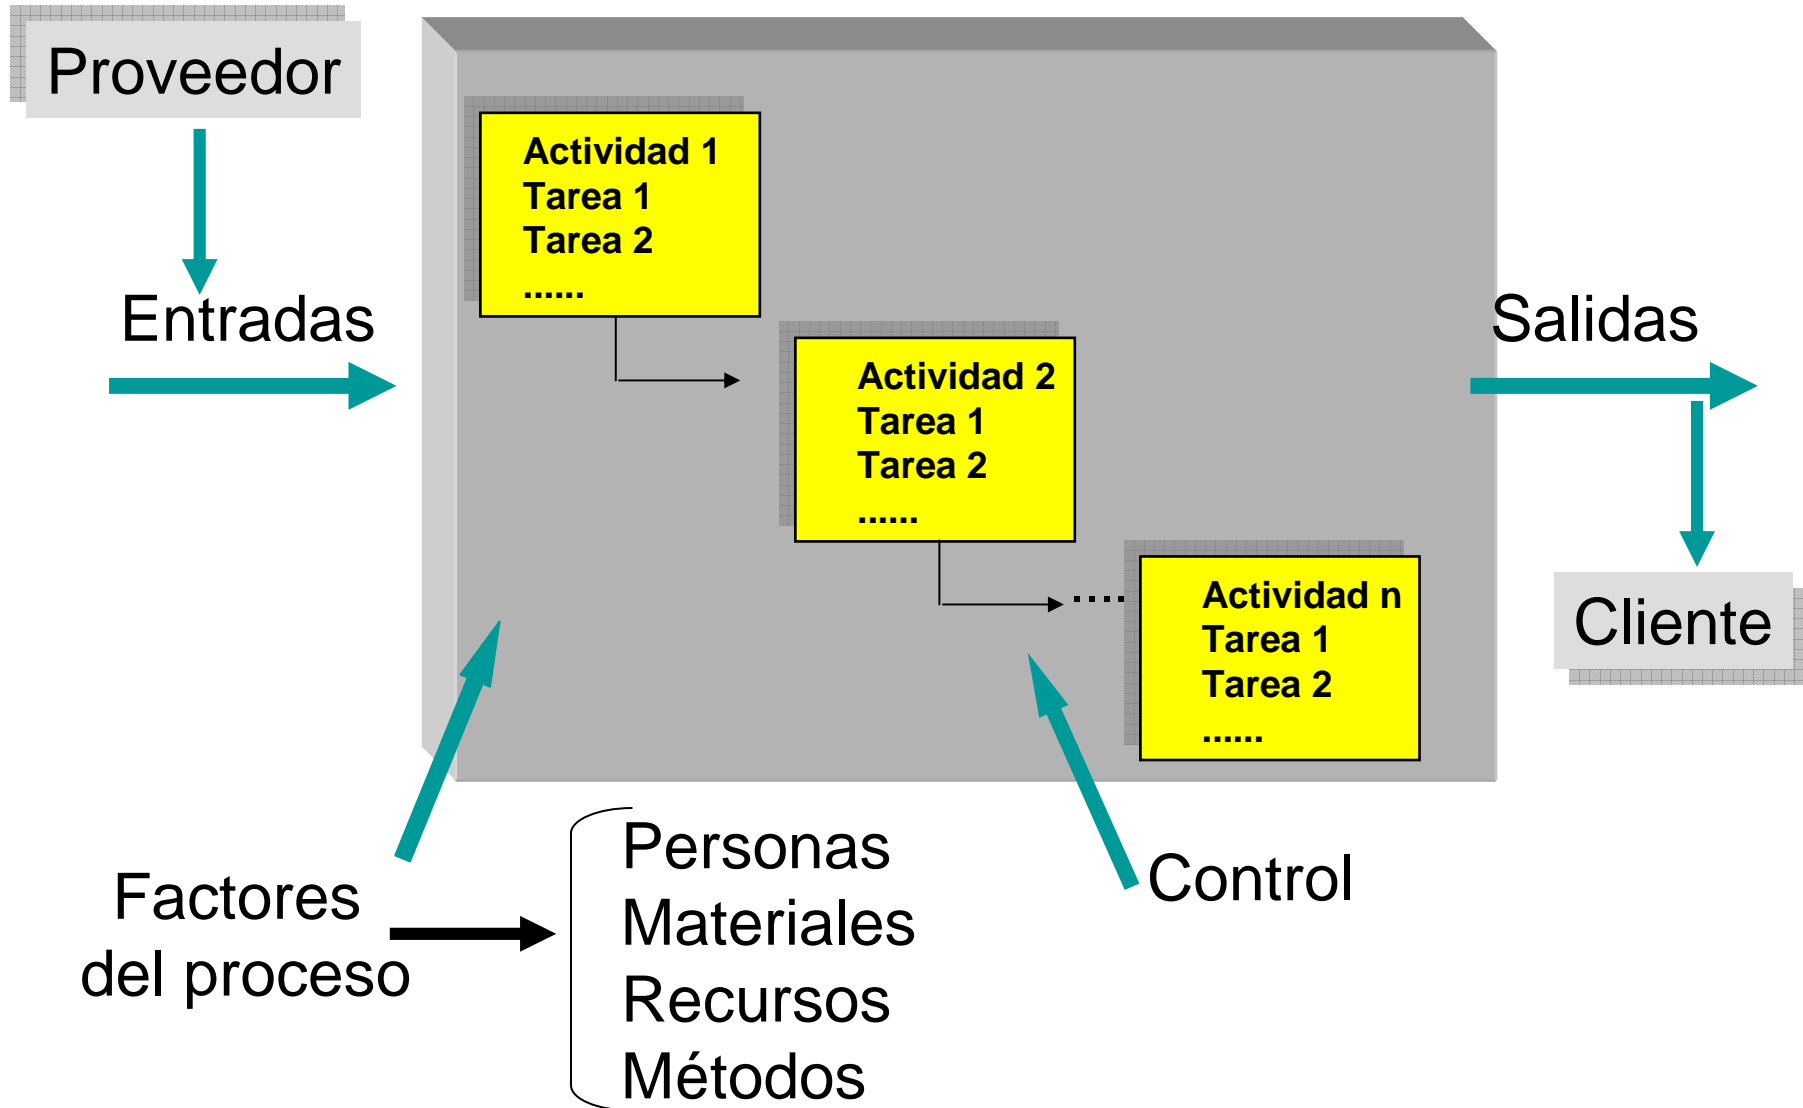 Proveedor
Entradas
Actividad 1
Tarea 1
Tarea 2
......
Actividad 2
Tarea 1
Tarea 2
......
.....
Actividad n
Tarea 1
Tarea 2
......
Salidas
Cliente
Factores
del proceso
Personas
Materiales
Recursos
Métodos
Control